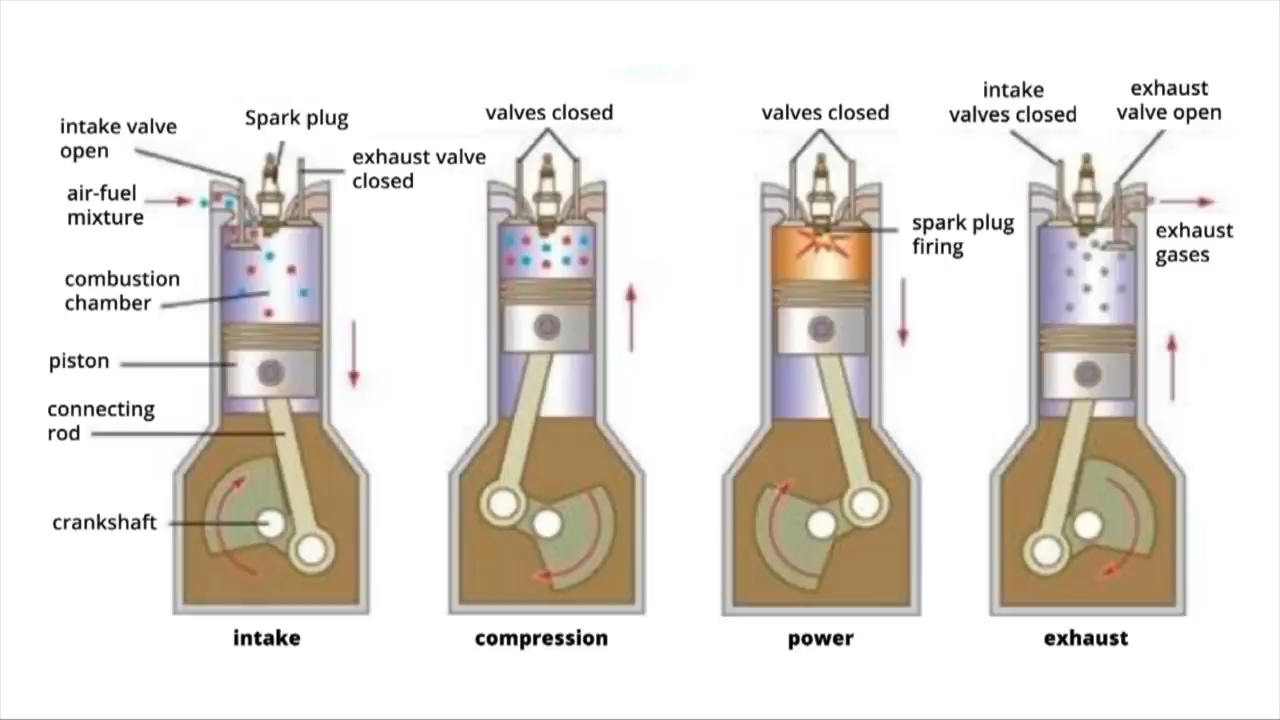 intake valve
open
Spark plug
exhaust valve
closed
air-fuel
mixture
combustion
chamber
piston
connecting
rod
crankshaft
intake
valves closed
compression
valves closed
spark plug
firing
power
intake
valves closed
exhaust
valve open
exhaust
gases
exhaust